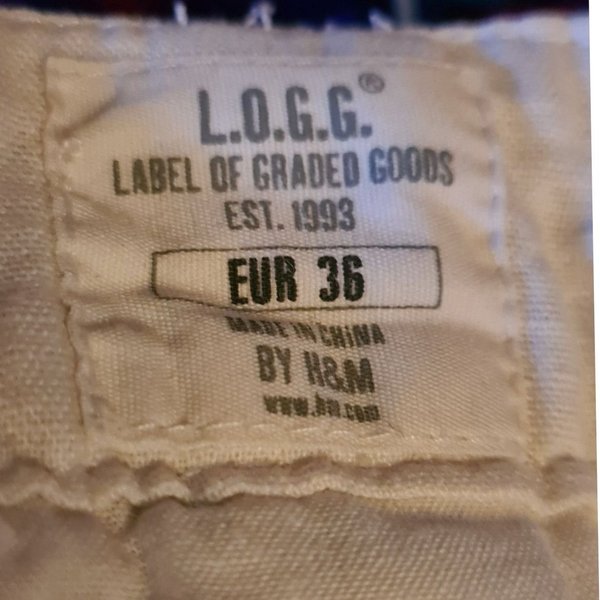 L.O.G.G.®
LABEL OF GRADED GOODS
EST. 1993
EUR 36
MADE IN CHINA
BY H&M
www.hm.com